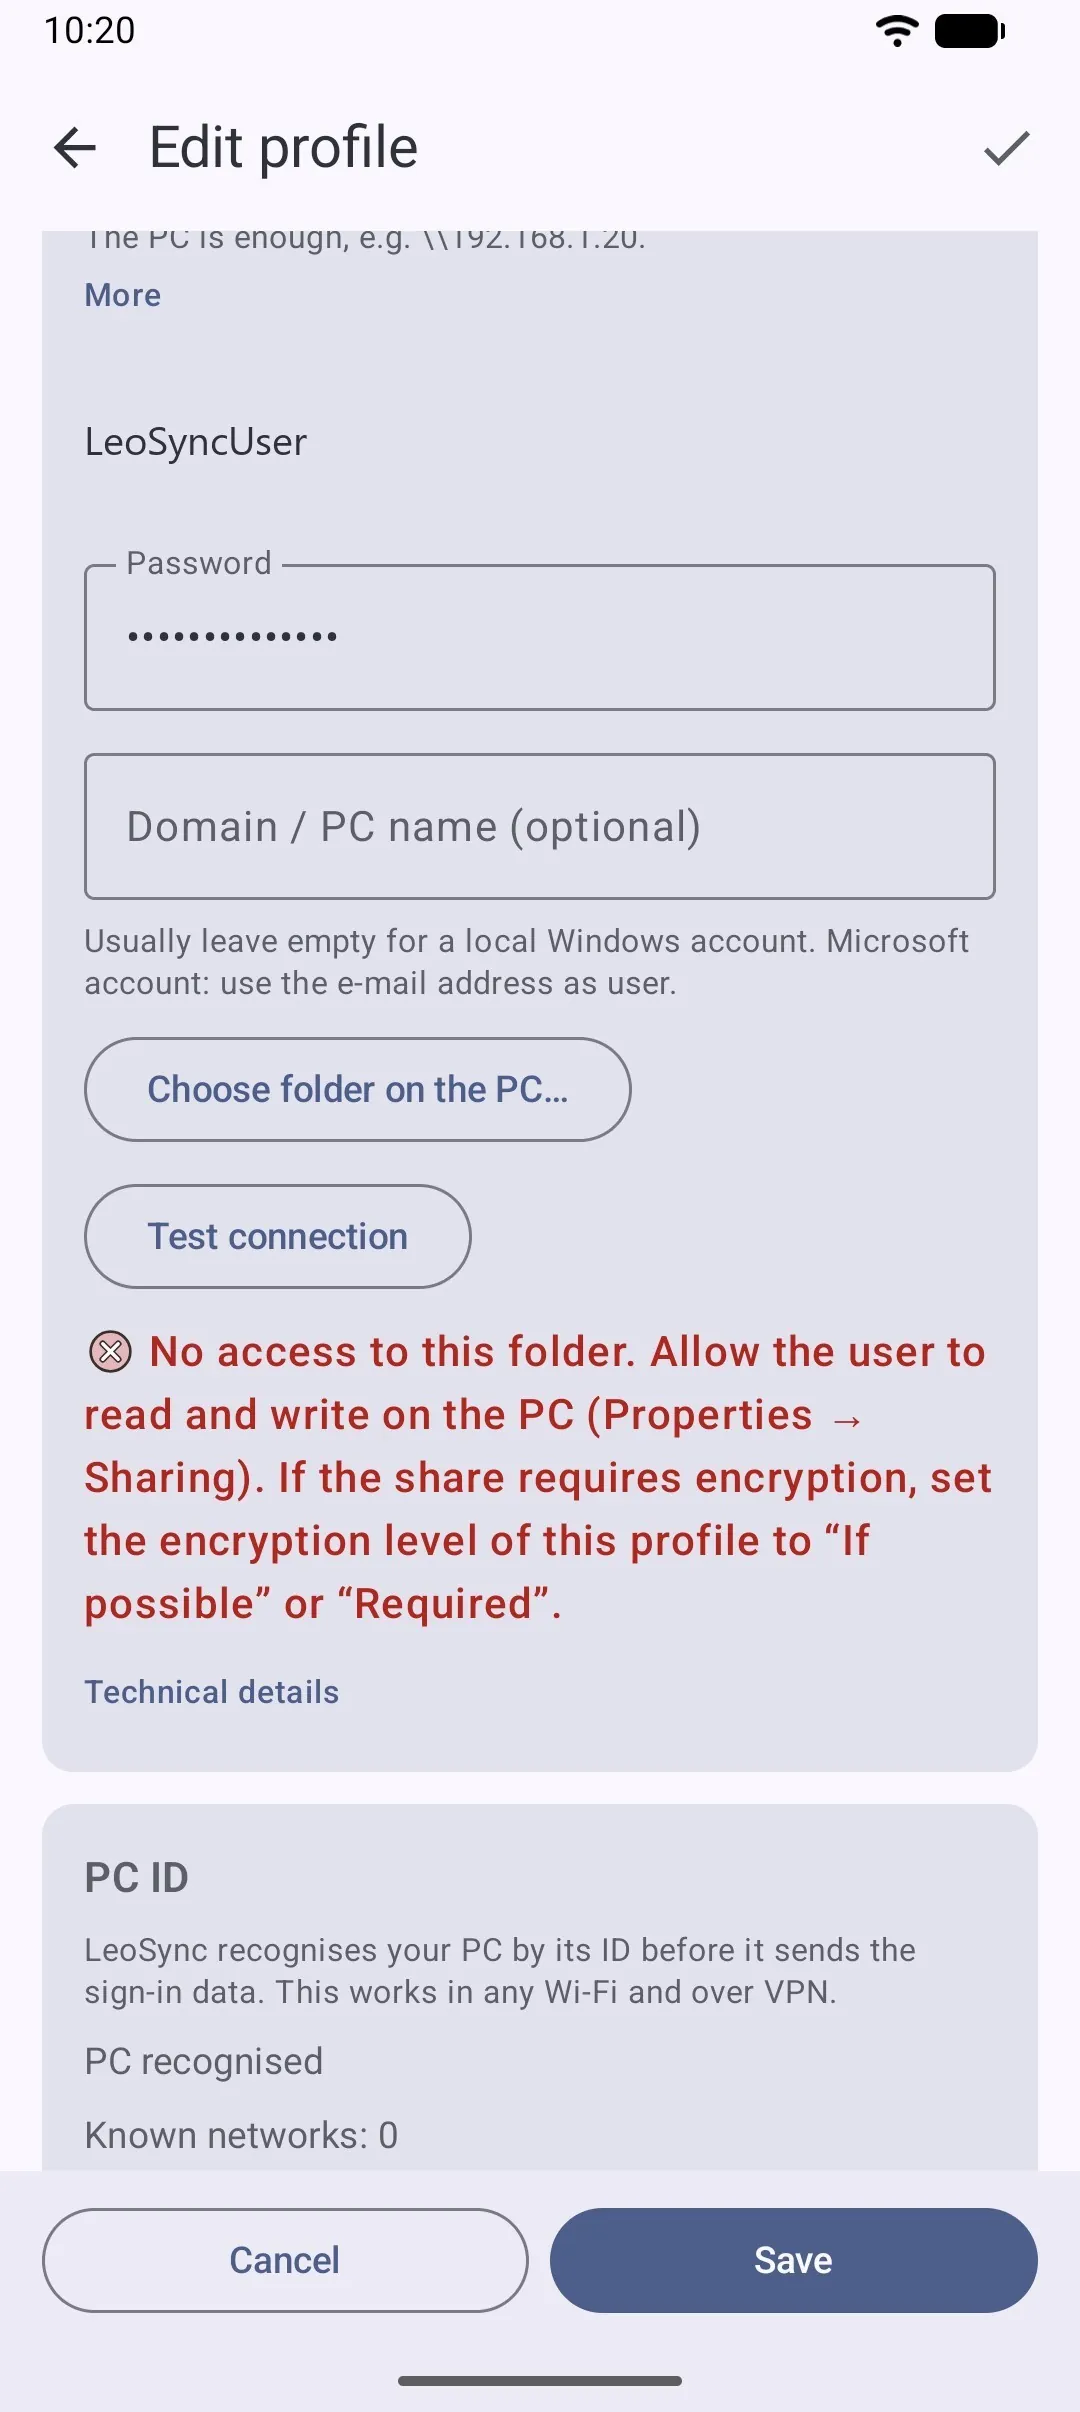 10:20
Edit profile
The PC is enough, e.g. \\192.168.1.20.
More
LeoSyncUser
Password
••••••••••••••
Domain / PC name (optional)
Usually leave empty for a local Windows account. Microsoft
account: use the e-mail address as user.
Choose folder on the PC…
Test connection
No access to this folder. Allow the user to
read and write on the PC (Properties →
Sharing). If the share requires encryption, set
the encryption level of this profile to “If
possible” or “Required”.
Technical details
PC ID
LeoSync recognises your PC by its ID before it sends the
sign-in data. This works in any Wi-Fi and over VPN.
PC recognised
Known networks: 0
Cancel
Save